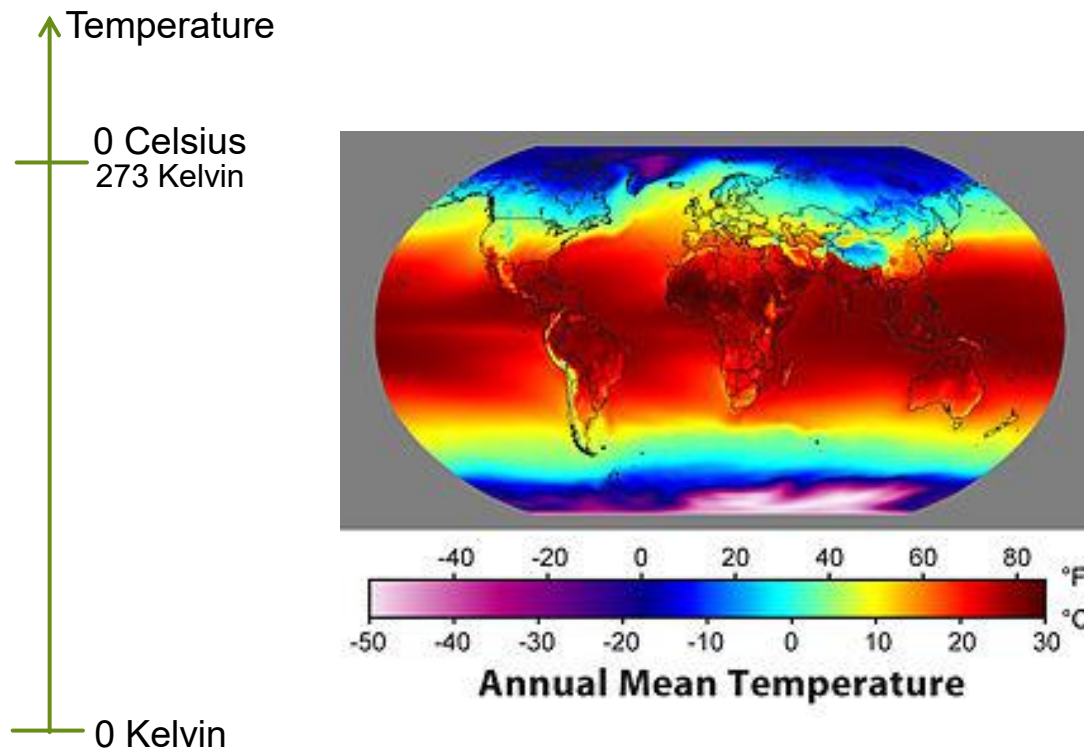 Temperature
0 Celsius
273 Kelvin
-40 -20 0 20 40 60 80 °F
°C
-50 -40 -30 -20 -10 0 10 20 30
Annual Mean Temperature
0 Kelvin